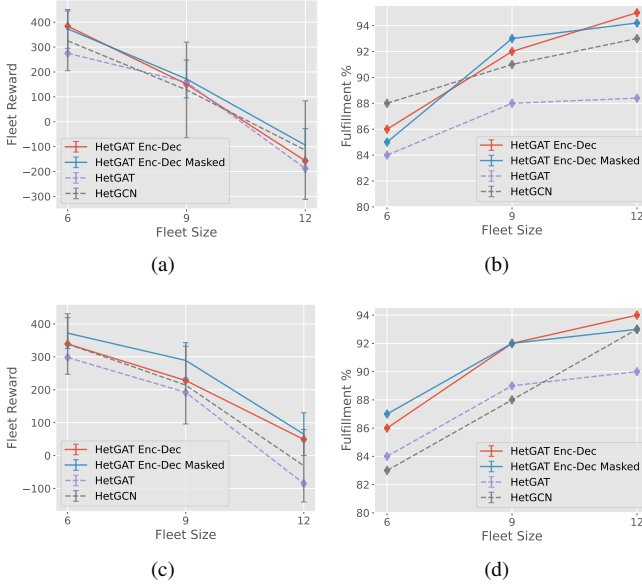 400
300
200
100
0
−100
−200
−300
Fleet Reward
HetGAT Enc-Dec
HetGAT Enc-Dec Masked
HetGAT
HetGCN
6
9
12
Fleet Size
(a)
94
92
90
88
86
84
82
80
Fulfillment %
HetGAT Enc-Dec
HetGAT Enc-Dec Masked
HetGAT
HetGCN
6
9
12
Fleet Size
(b)
400
300
200
100
0
−100
Fleet Reward
HetGAT Enc-Dec
HetGAT Enc-Dec Masked
HetGAT
HetGCN
6
9
12
Fleet Size
(c)
94
92
90
88
86
84
82
80
Fulfillment %
HetGAT Enc-Dec
HetGAT Enc-Dec Masked
HetGAT
HetGCN
6
9
12
Fleet Size
(d)